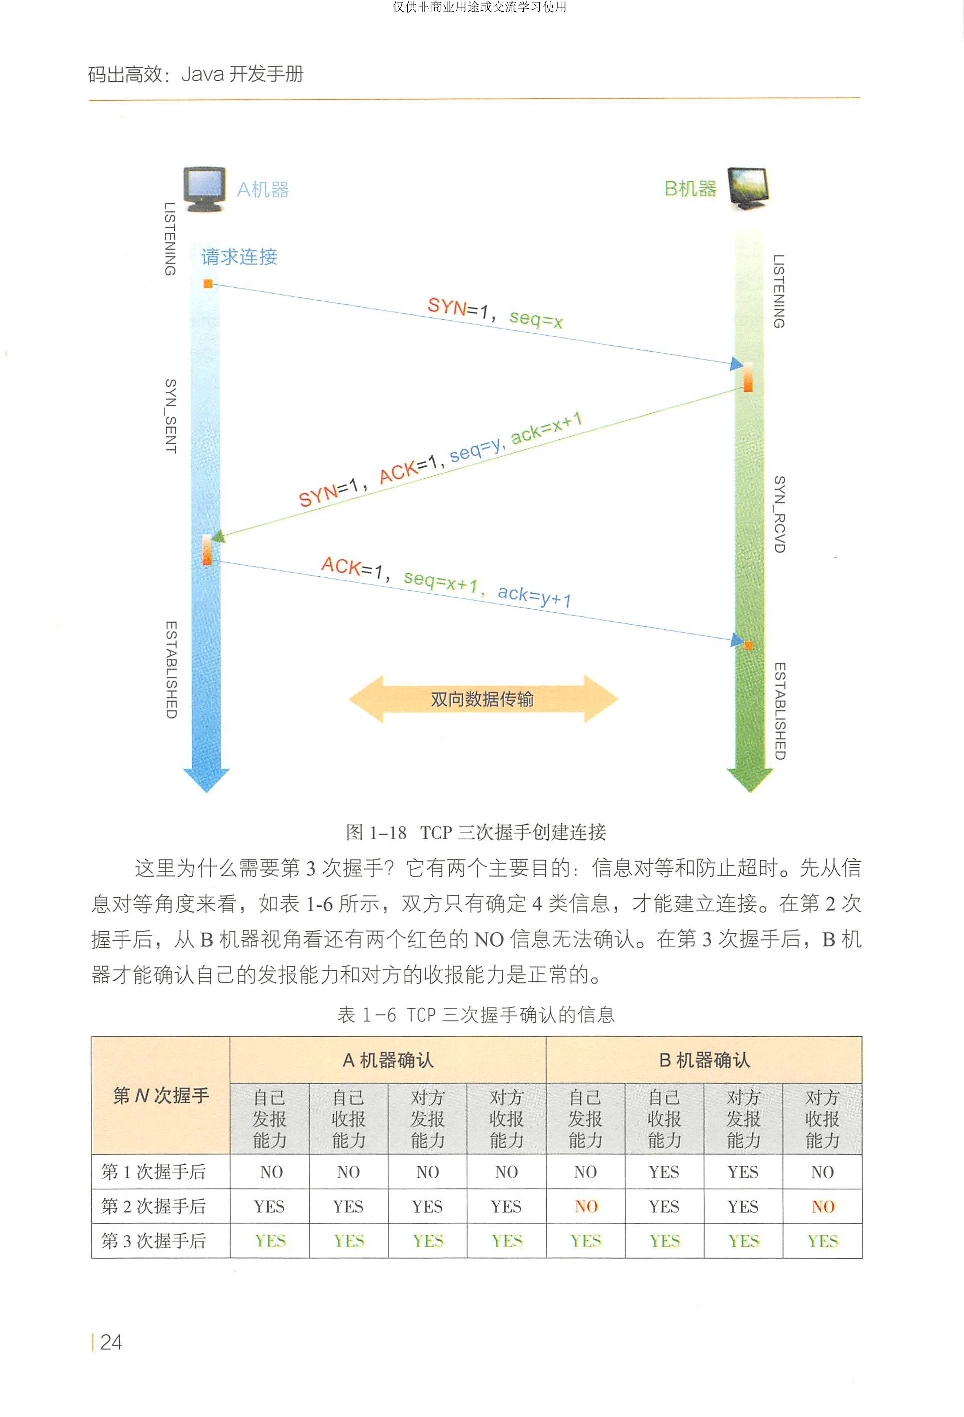 仅供非商业用途或交流学习使用
码出高效：Java 开发手册
A机器
B机器
LISTENING
请求连接
LISTENING
SYN=1，seq=x
SYN_SENT
SYN=1，ACK=1, seq=y, ack=x+1
SYN_RCVD
ACK=1，seq=x+1，ack=y+1
ESTABLISHED
ESTABLISHED
双向数据传输
图 1-18 TCP 三次握手创建连接
这里为什么需要第 3 次握手？它有两个主要目的：信息对等和防止超时。先从信
息对等角度来看，如表 1-6 所示，双方只有确定 4 类信息，才能建立连接。在第 2 次
握手后，从 B 机器视角看还有两个红色的 NO 信息无法确认。在第 3 次握手后，B 机
器才能确认自己的发报能力和对方的收报能力是正常的。
表 1-6 TCP 三次握手确认的信息
第 N 次握手 A 机器确认 B 机器确认
自己 自己 对方 对方 自己 自己 对方 对方
发报 收报 发报 收报 发报 收报 发报 收报
能力 能力 能力 能力 能力 能力 能力 能力
第 1 次握手后 NO NO NO NO NO YES YES NO
第 2 次握手后 YES YES YES YES NO YES YES NO
第 3 次握手后 YES YES YES YES YES YES YES YES
24